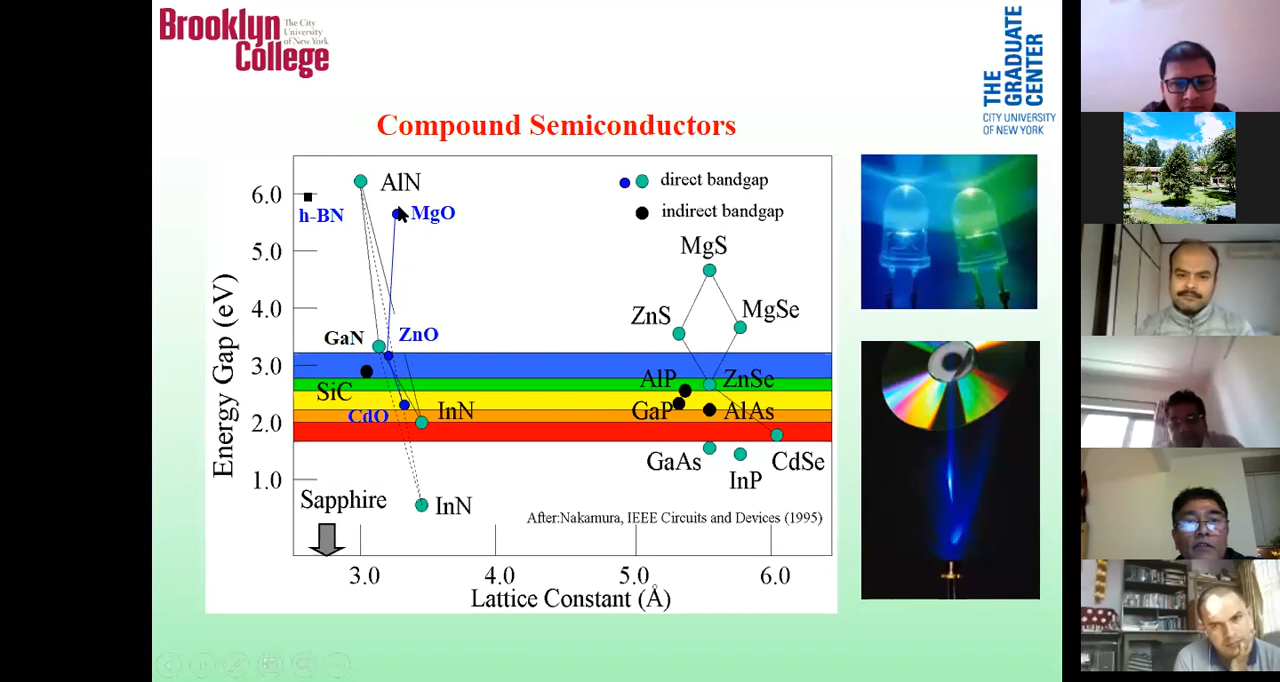 Brooklyn
College
The City
University
of New York
THE
GRADUATE
CENTER
CITY UNIVERSITY
OF NEW YORK
Compound Semiconductors
Energy Gap (eV)
6.0
5.0
4.0
3.0
2.0
1.0
h-BN
AlN
MgO
direct bandgap
indirect bandgap
MgS
ZnS
MgSe
GaN
ZnO
SiC
CdO
InN
AlP
ZnSe
GaP
AlAs
GaAs
InP
CdSe
Sapphire
InN
After:Nakamura, IEEE Circuits and Devices (1995)
3.0
4.0
5.0
6.0
Lattice Constant (Å)